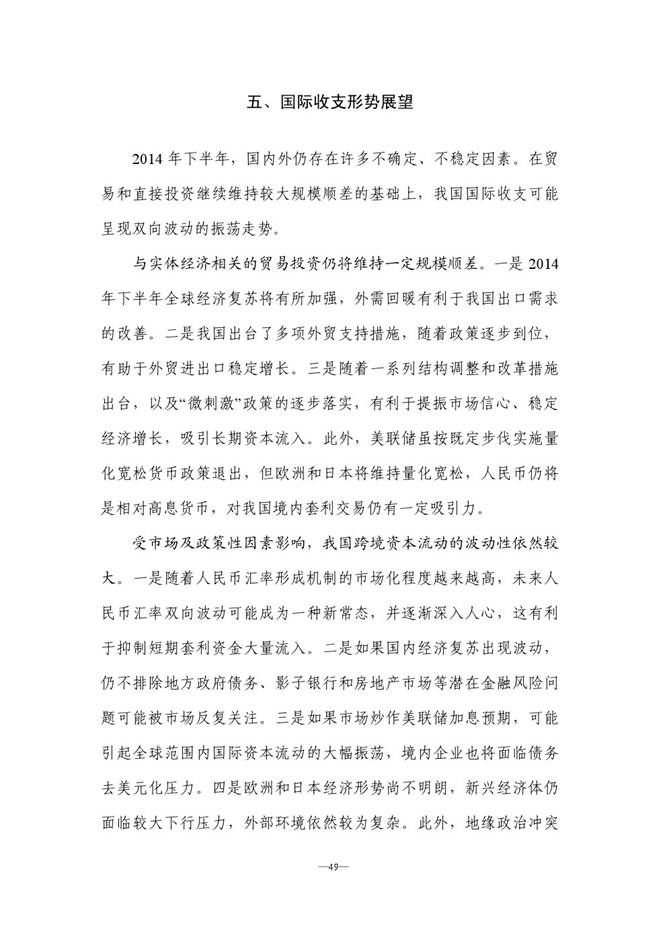 五、国际收支形势展望
2014 年下半年，国内外仍存在许多不确定、不稳定因素。在贸
易和直接投资继续维持较大规模顺差的基础上，我国国际收支可能
呈现双向波动的振荡走势。
与实体经济相关的贸易投资仍将维持一定规模顺差。一是 2014
年下半年全球经济复苏将有所加强，外需回暖有利于我国出口需求
的改善。二是我国出台了多项外贸支持措施，随着政策逐步到位，
有助于外贸进出口稳定增长。三是随着一系列结构调整和改革措施
出台，以及“微刺激”政策的逐步落实，有利于提振市场信心、稳定
经济增长，吸引长期资本流入。此外，美联储虽按既定步伐实施量
化宽松货币政策退出，但欧洲和日本将维持量化宽松，人民币仍将
是相对高息货币，对我国境内套利交易仍有一定吸引力。
受市场及政策性因素影响，我国跨境资本流动的波动性依然较
大。一是随着人民币汇率形成机制的市场化程度越来越高，未来人
民币汇率双向波动可能成为一种新常态，并逐渐深入人心，这有利
于抑制短期套利资金大量流入。二是如果国内经济复苏出现波动，
仍不排除地方政府债务、影子银行和房地产市场等潜在金融风险问
题可能被市场反复关注。三是如果市场炒作美联储加息预期，可能
引起全球范围内国际资本流动的大幅振荡，境内企业也将面临债务
去美元化压力。四是欧洲和日本经济形势尚不明朗，新兴经济体仍
面临较大下行压力，外部环境依然较为复杂。此外，地缘政治冲突
—49—